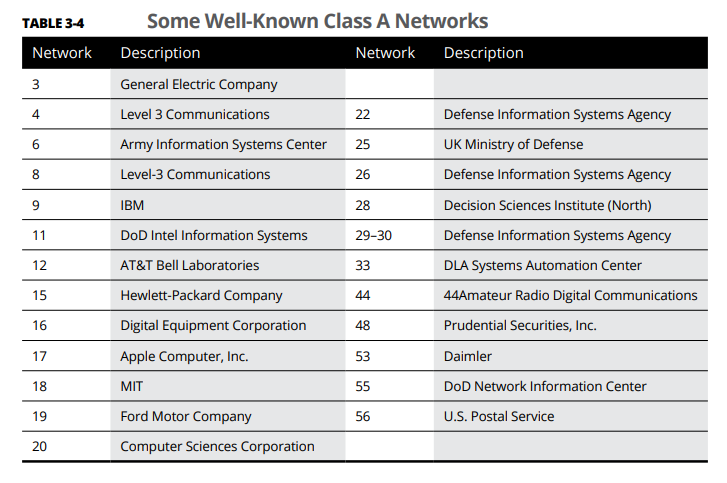 TABLE 3-4 Some Well-Known Class A Networks
Network Description Network Description
3 General Electric Company
4 Level 3 Communications 22 Defense Information Systems Agency
6 Army Information Systems Center 25 UK Ministry of Defense
8 Level-3 Communications 26 Defense Information Systems Agency
9 IBM 28 Decision Sciences Institute (North)
11 DoD Intel Information Systems 29–30 Defense Information Systems Agency
12 AT&T Bell Laboratories 33 DLA Systems Automation Center
15 Hewlett-Packard Company 44 44Amateur Radio Digital Communications
16 Digital Equipment Corporation 48 Prudential Securities, Inc.
17 Apple Computer, Inc. 53 Daimler
18 MIT 55 DoD Network Information Center
19 Ford Motor Company 56 U.S. Postal Service
20 Computer Sciences Corporation